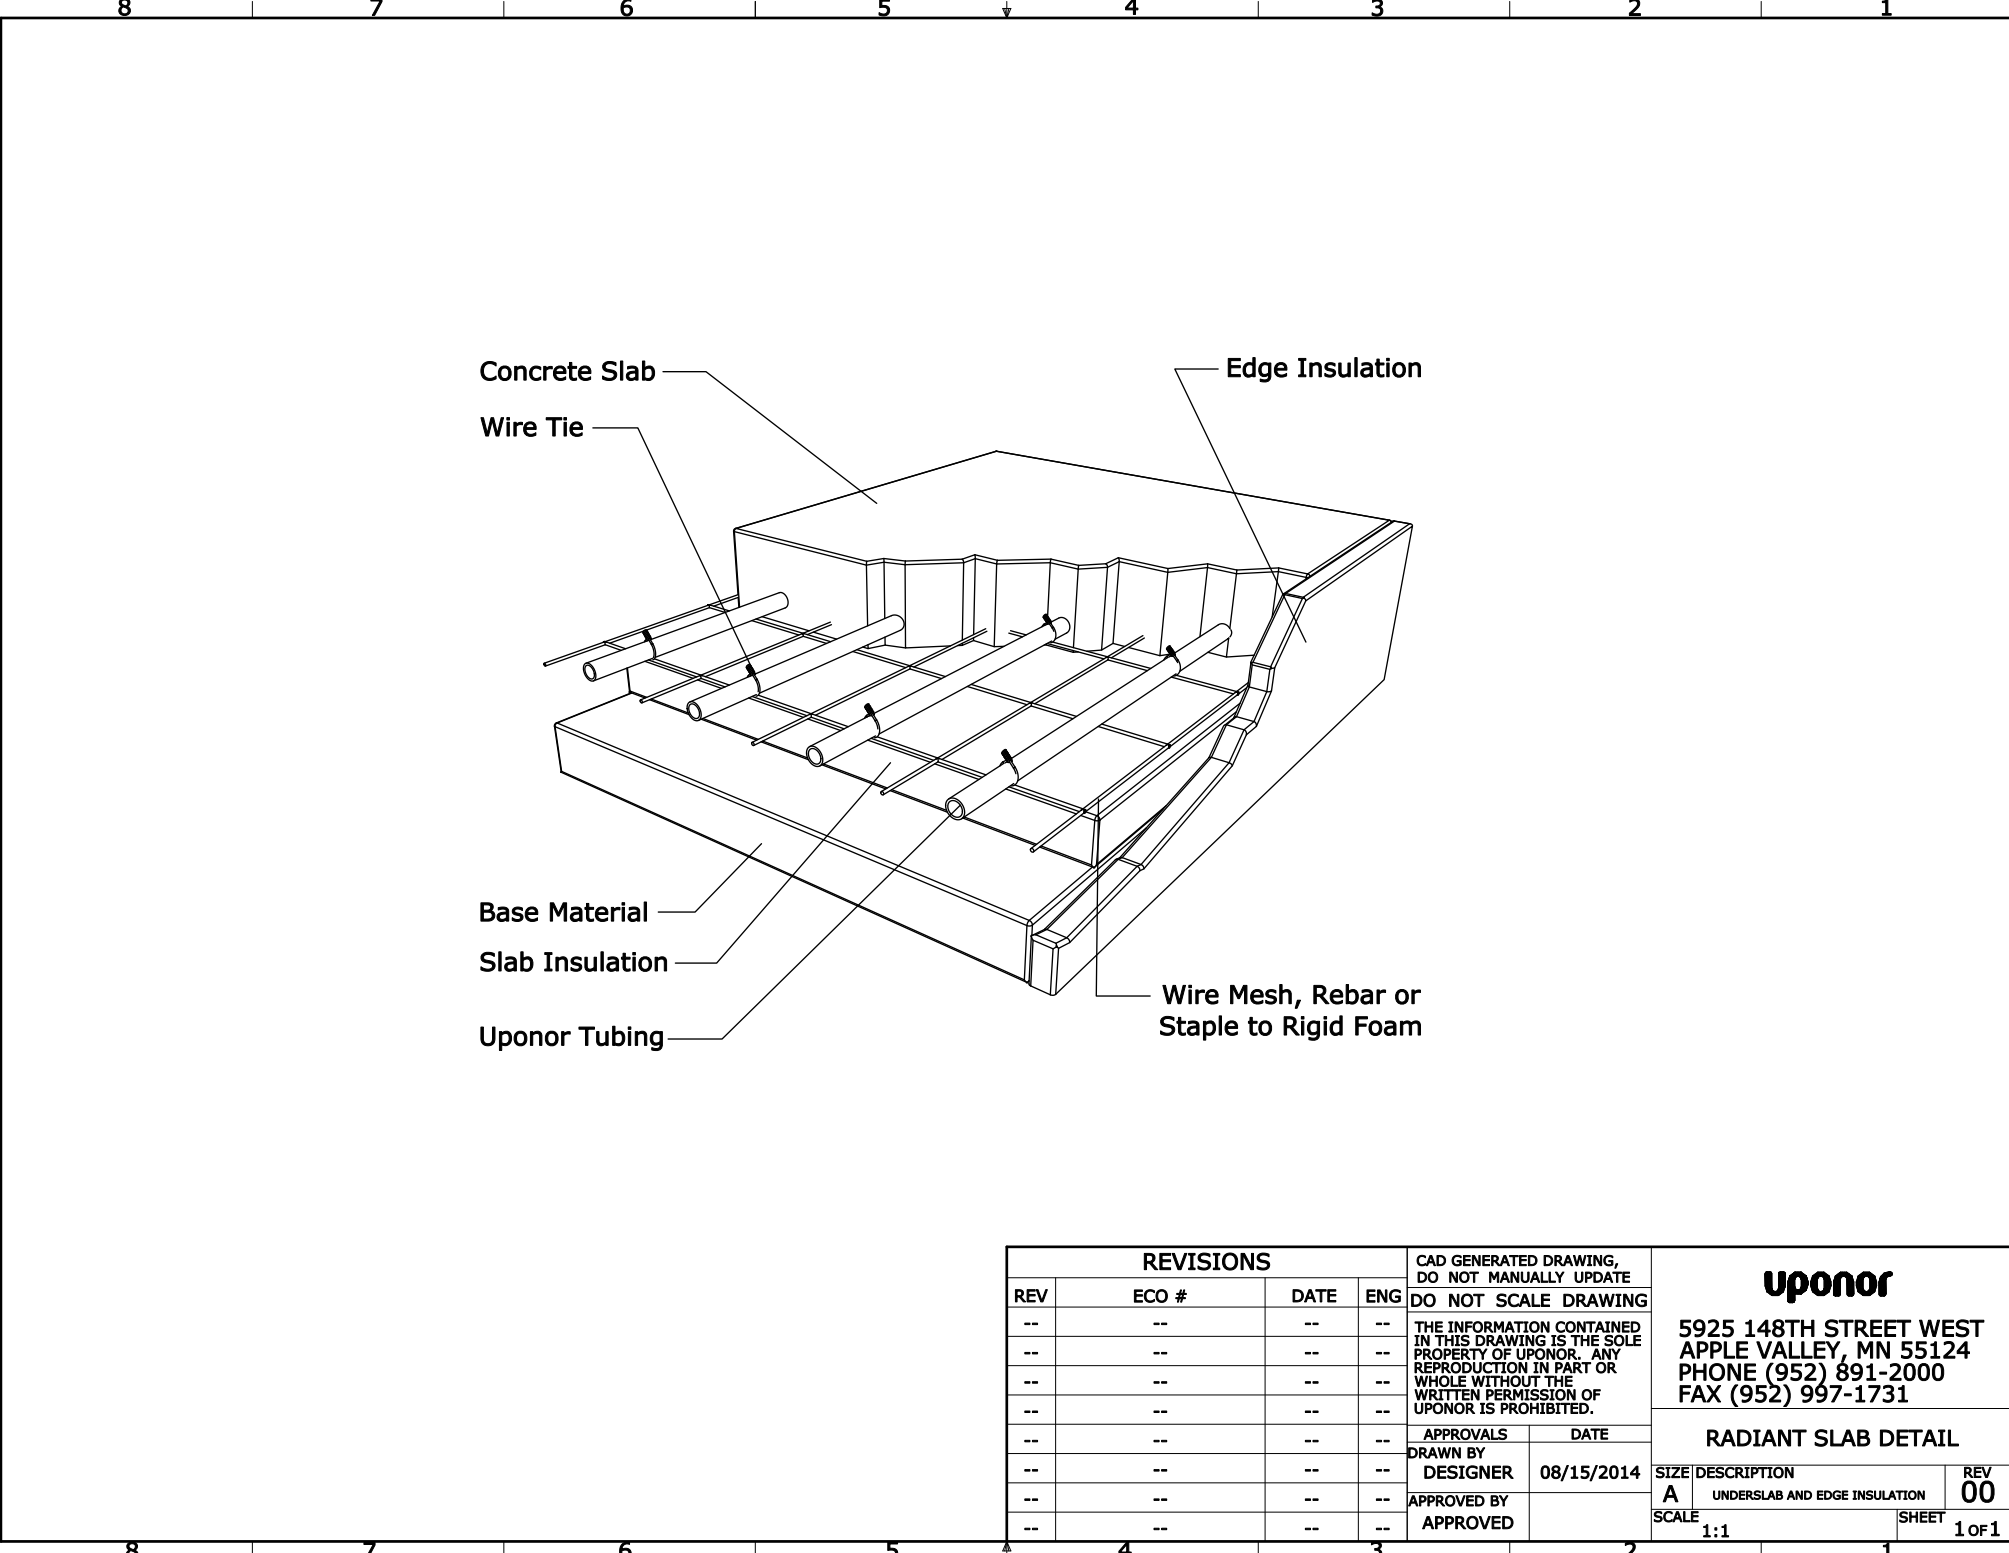 8 7 6 5 4 3 2 1
Concrete Slab
Edge Insulation
Wire Tie
Base Material
Slab Insulation
Uponor Tubing
Wire Mesh, Rebar or
Staple to Rigid Foam
REVISIONS
REV ECO # DATE ENG
-- -- -- --
-- -- -- --
-- -- -- --
-- -- -- --
-- -- -- --
-- -- -- --
-- -- -- --
-- -- -- --
CAD GENERATED DRAWING,
DO NOT MANUALLY UPDATE
DO NOT SCALE DRAWING
THE INFORMATION CONTAINED
IN THIS DRAWING IS THE SOLE
PROPERTY OF UPONOR. ANY
REPRODUCTION IN PART OR
WHOLE WITHOUT THE
WRITTEN PERMISSION OF
UPONOR IS PROHIBITED.
APPROVALS DATE
DRAWN BY
DESIGNER 08/15/2014
APPROVED BY
APPROVED
uponor
5925 148TH STREET WEST
APPLE VALLEY, MN 55124
PHONE (952) 891-2000
FAX (952) 997-1731
RADIANT SLAB DETAIL
SIZE DESCRIPTION REV
A UNDERSLAB AND EDGE INSULATION 00
SCALE SHEET
1:1 1 OF 1
8 7 6 5 4 3 2 1